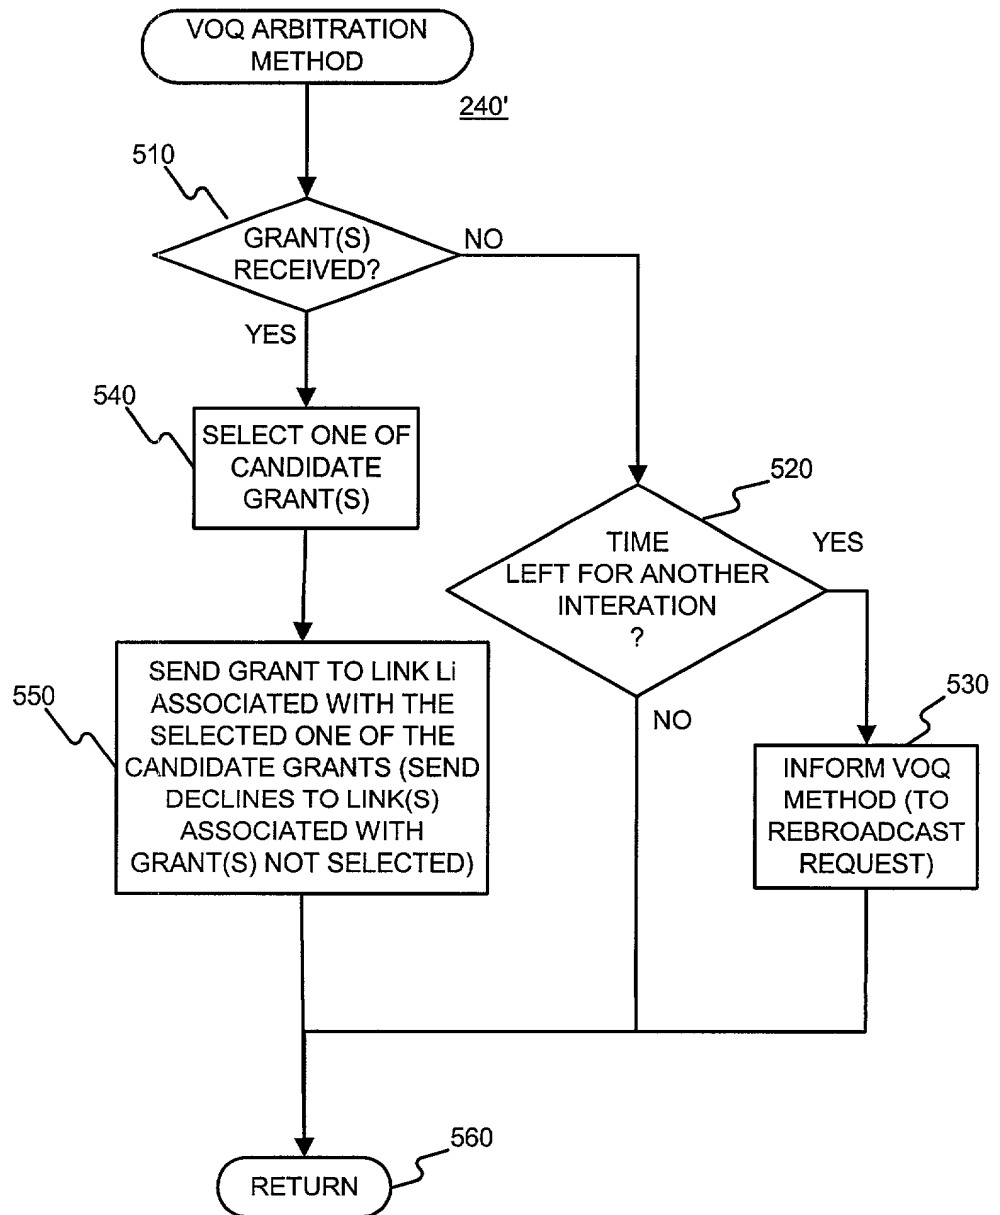 VOQ ARBITRATION
METHOD
240'
510
GRANT(S)
RECEIVED?
NO
YES
540
SELECT ONE OF
CANDIDATE
GRANT(S)
520
TIME
LEFT FOR ANOTHER
INTERATION
?
YES
NO
550
SEND GRANT TO LINK Li
ASSOCIATED WITH THE
SELECTED ONE OF THE
CANDIDATE GRANTS (SEND
DECLINES TO LINK(S)
ASSOCIATED WITH
GRANT(S) NOT SELECTED)
530
INFORM VOQ
METHOD (TO
REBROADCAST
REQUEST)
560
RETURN